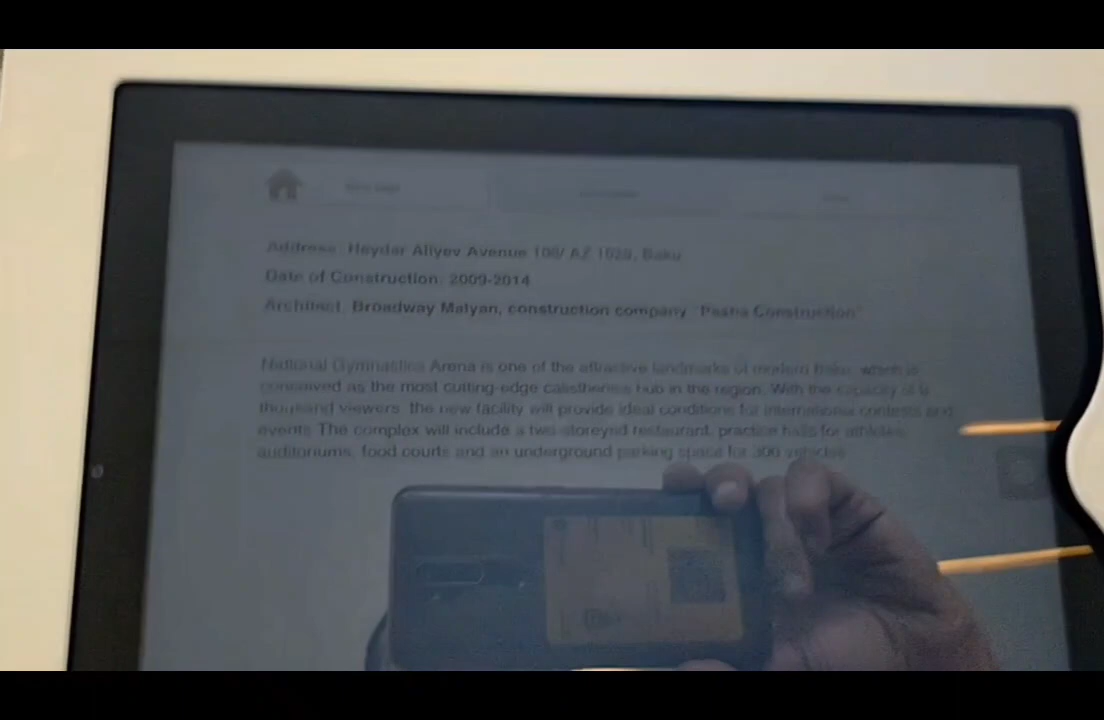 Address: Heydar Aliyev Avenue 108/ AZ 1029, Baku
Date of Construction: 2009-2014
Architect: Broadway Malyan, construction company "Pasha Construction"
National Gymnastics Arena is one of the attractive landmarks of modern Baku, which is
conceived as the most cutting-edge calisthenics hub in the region. With the capacity of
thousand viewers, the new facility will provide ideal conditions for international contests and
events. The complex will include a two-storeyed restaurant, practice halls for athletes,
auditoriums, food courts and an underground parking space for 300 vehicles.